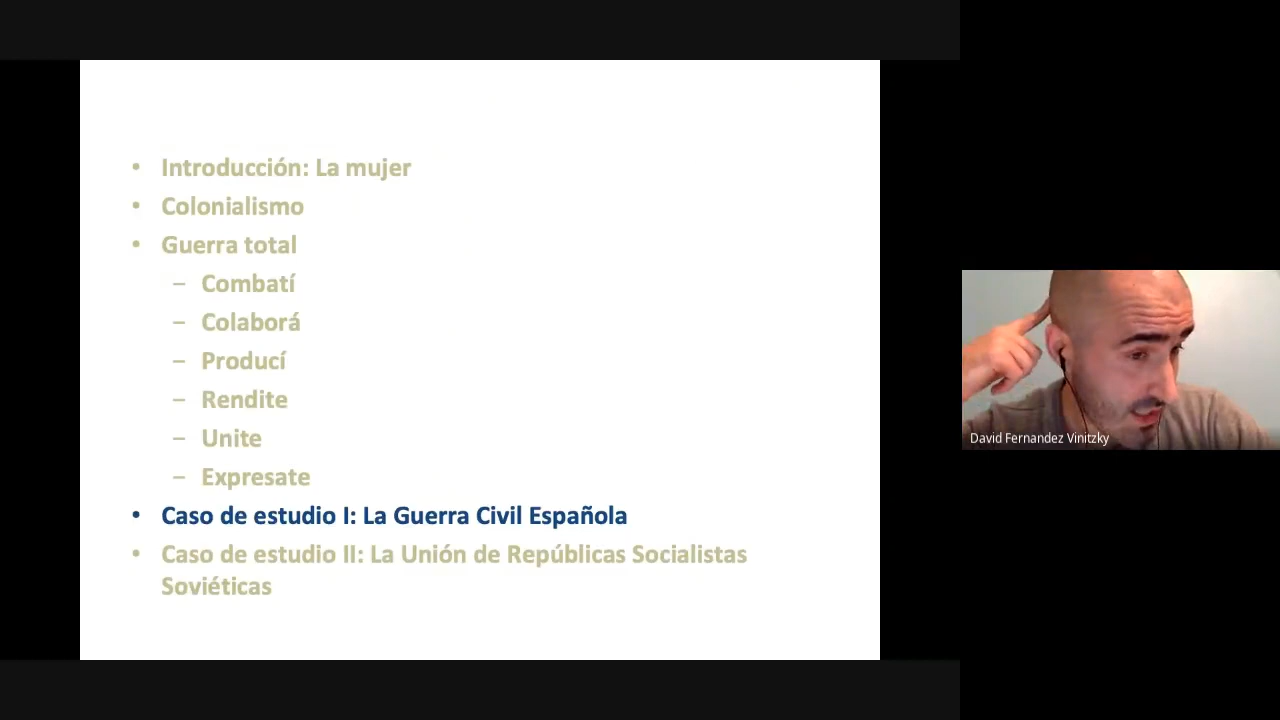 • Introducción: La mujer
• Colonialismo
• Guerra total
– Combatí
– Colaborá
– Producí
– Rendite
– Unite
– Expresate
• Caso de estudio I: La Guerra Civil Española
• Caso de estudio II: La Unión de Repúblicas Socialistas
Soviéticas
David Fernandez Vinitzky